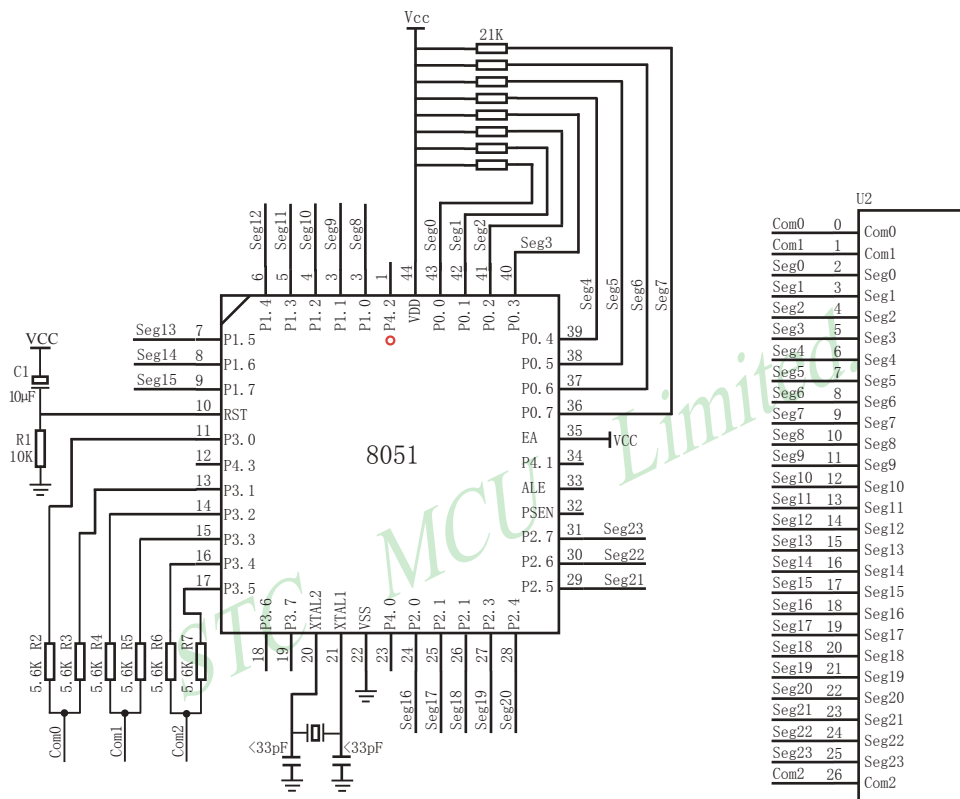 Vcc
21K
Seg12
Seg11
Seg10
Seg9
Seg8
Seg0
Seg1
Seg2
Seg3
Seg4
Seg5
Seg6
Seg7
6
5
4
3
3
1
44
43
42
41
40
P1.4
P1.3
P1.2
P1.1
P1.0
P4.2
VDD
P0.0
P0.1
P0.2
P0.3
Seg13 7 P1.5
Seg14 8 P1.6
Seg15 9 P1.7
10 RST
11 P3.0
12 P4.3
13 P3.1
14 P3.2
15 P3.3
16 P3.4
17 P3.5
VCC
C1
10μF
R1
10K
8051
P0.4 39
P0.5 38
P0.6 37
P0.7 36
EA 35 VCC
P4.1 34
ALE 33
PSEN 32
P2.7 31 Seg23
P2.6 30 Seg22
P2.5 29 Seg21
P3.6
P3.7
XTAL2
XTAL1
VSS
P4.0
P2.0
P2.1
P2.1
P2.3
P2.4
18
19
20
21
22
23
24
25
26
27
28
Seg16
Seg17
Seg18
Seg19
Seg20
5.6K R2
5.6K R3
5.6K R4
5.6K R5
5.6K R6
5.6K R7
Com0
Com1
Com2
<33pF
<33pF
STC MCU Limited.
U2
Com0 0 Com0
Com1 1 Com1
Seg0 2 Seg0
Seg1 3 Seg1
Seg2 4 Seg2
Seg3 5 Seg3
Seg4 6 Seg4
Seg5 7 Seg5
Seg6 8 Seg6
Seg7 9 Seg7
Seg8 10 Seg8
Seg9 11 Seg9
Seg10 12 Seg10
Seg11 13 Seg11
Seg12 14 Seg12
Seg13 15 Seg13
Seg14 16 Seg14
Seg15 17 Seg15
Seg16 18 Seg16
Seg17 19 Seg17
Seg18 20 Seg18
Seg19 21 Seg19
Seg20 22 Seg20
Seg21 23 Seg21
Seg22 24 Seg22
Seg23 25 Seg23
Com2 26 Com2